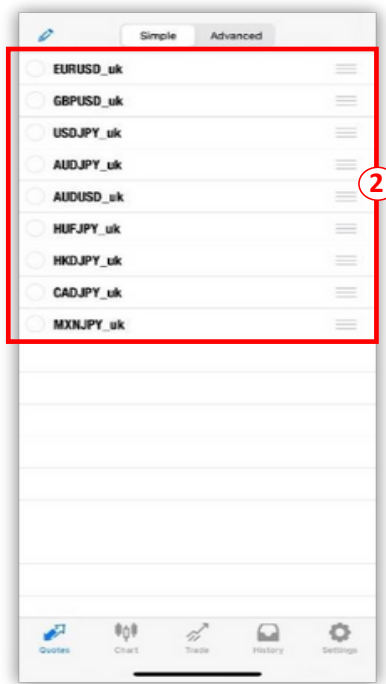 Simple Advanced
EURUSD_uk
GBPUSD_uk
USDJPY_uk
AUDJPY_uk
AUDUSD_uk
2
HUFJPY_uk
HKDJPY_uk
CADJPY_uk
MXNJPY_uk
Quotes Chart Trade History Settings